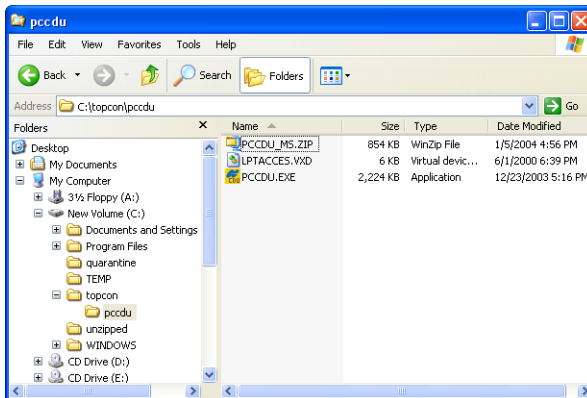 pccdu
File Edit View Favorites Tools Help
Back Search Folders
Address C:\topcon\pccdu Go
Folders
Desktop
My Documents
My Computer
3½ Floppy (A:)
New Volume (C:)
Documents and Settings
Program Files
quarantine
TEMP
topcon
pccdu
unzipped
WINDOWS
CD Drive (D:)
CD Drive (E:)
Name Size Type Date Modified
PCCDU_MS.ZIP 854 KB WinZip File 1/5/2004 4:56 PM
LPTACCES.VXD 6 KB Virtual devic... 6/1/2000 6:39 PM
PCCDU.EXE 2,224 KB Application 12/23/2003 5:16 PM